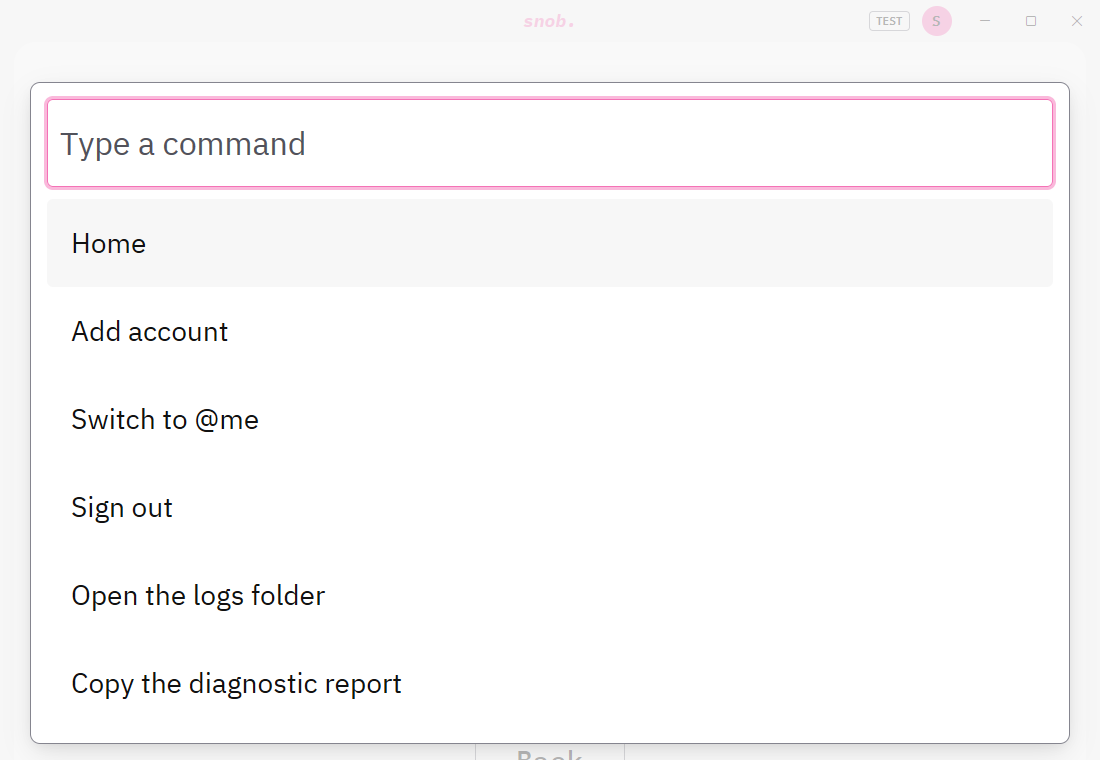 snob.
TEST
S
Type a command
Home
Add account
Switch to @me
Sign out
Open the logs folder
Copy the diagnostic report
Back